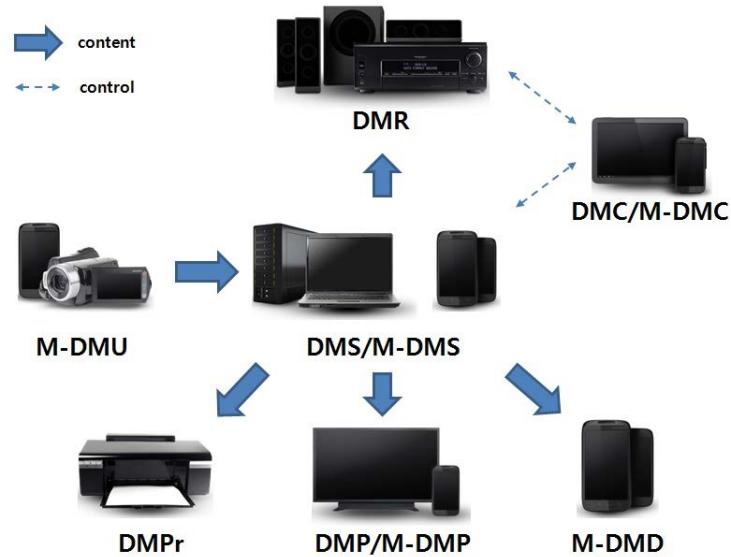 content
control
DMR
DMC/M-DMC
M-DMU
DMS/M-DMS
DMPr
DMP/M-DMP
M-DMD